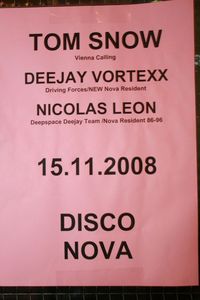 TOM SNOW
Vienna Calling
DEEJAY VORTEXX
Driving Forces/NEW Nova Resident
NICOLAS LEON
Deepspace Deejay Team /Nova Resident 86-96
15.11.2008
DISCO
NOVA